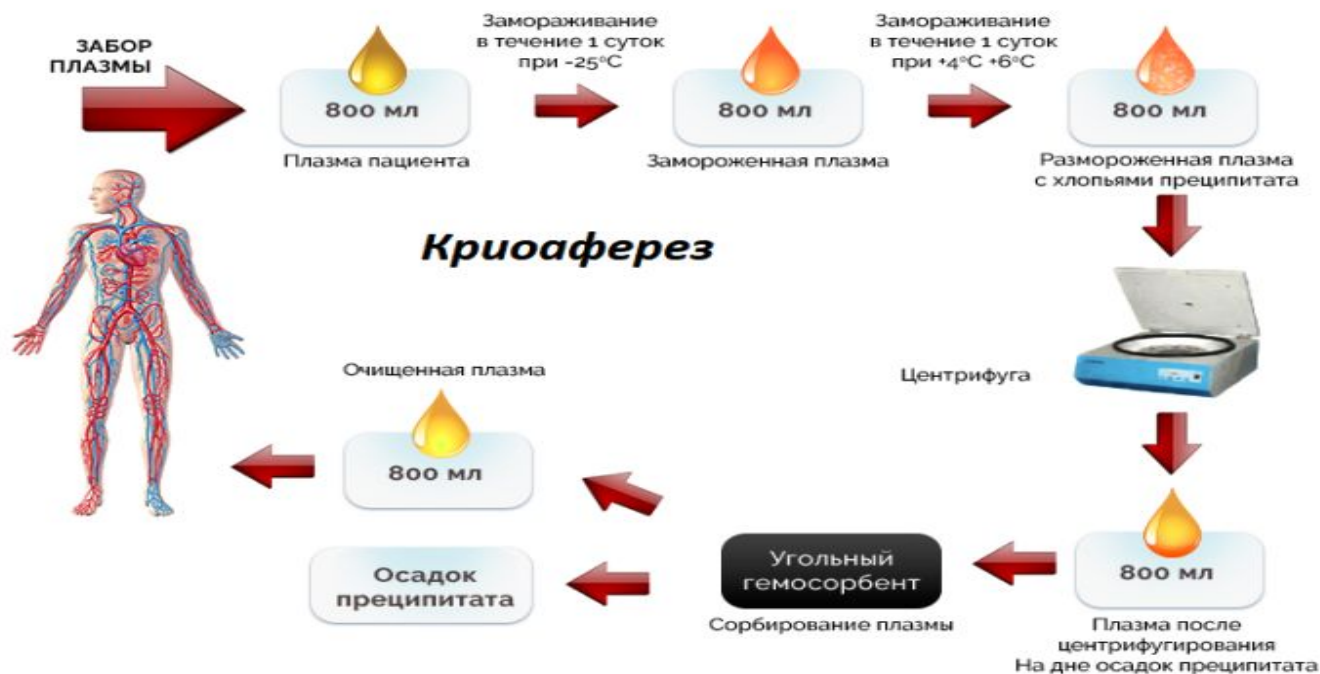 ЗАБОР
ПЛАЗМЫ
800 мл
Плазма пациента
Замораживание
в течение 1 суток
при -25°C
800 мл
Замороженная плазма
Замораживание
в течение 1 суток
при +4°C +6°C
800 мл
Размороженная плазма
с хлопьями преципитата
Криоаферез
Центрифуга
800 мл
Плазма после
центрифугирования
На дне осадок преципитата
Угольный
гемосорбент
Сорбирование плазмы
Очищенная плазма
800 мл
Осадок
преципитата